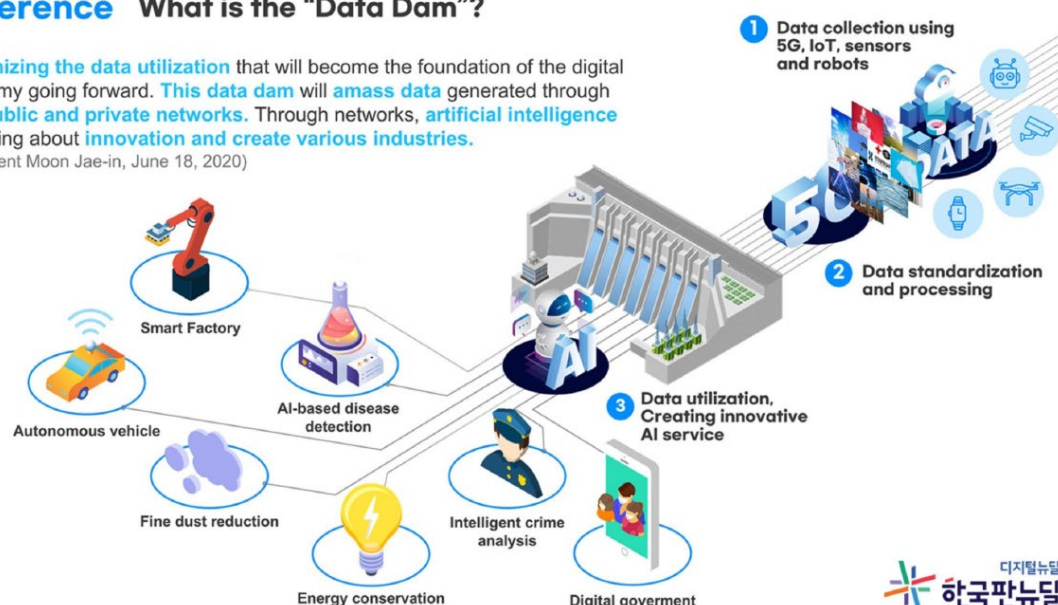 erence What is the "Data Dam"?
nizing the data utilization that will become the foundation of the digital
my going forward. This data dam will amass data generated through
ublic and private networks. Through networks, artificial intelligence
ing about innovation and create various industries.
ent Moon Jae-in, June 18, 2020)
1 Data collection using
5G, IoT, sensors
and robots
DATA
5G
2 Data standardization
and processing
AI
3 Data utilization,
Creating innovative
AI service
Smart Factory
Autonomous vehicle
AI-based disease
detection
Fine dust reduction
Energy conservation
Intelligent crime
analysis
Digital goverment
디지털뉴딜
한국판뉴딜